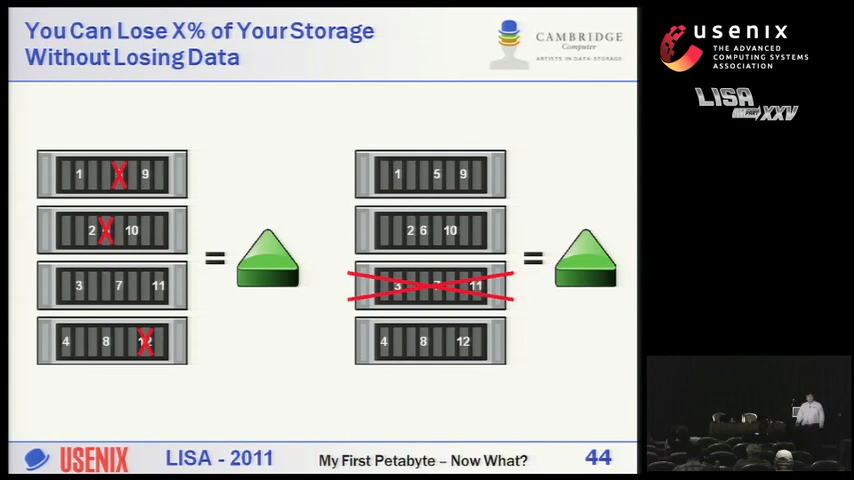 You Can Lose X% of Your Storage
Without Losing Data
CAMBRIDGE
Computer
ARTISTS IN DATA STORAGE
usenix
THE ADVANCED
COMPUTING SYSTEMS
ASSOCIATION
LISA
PART XXV
1 9
2 10
3 7 11
4 8 12
=
1 5 9
2 6 10
3 7 11
4 8 12
=
USENIX LISA - 2011 My First Petabyte – Now What? 44